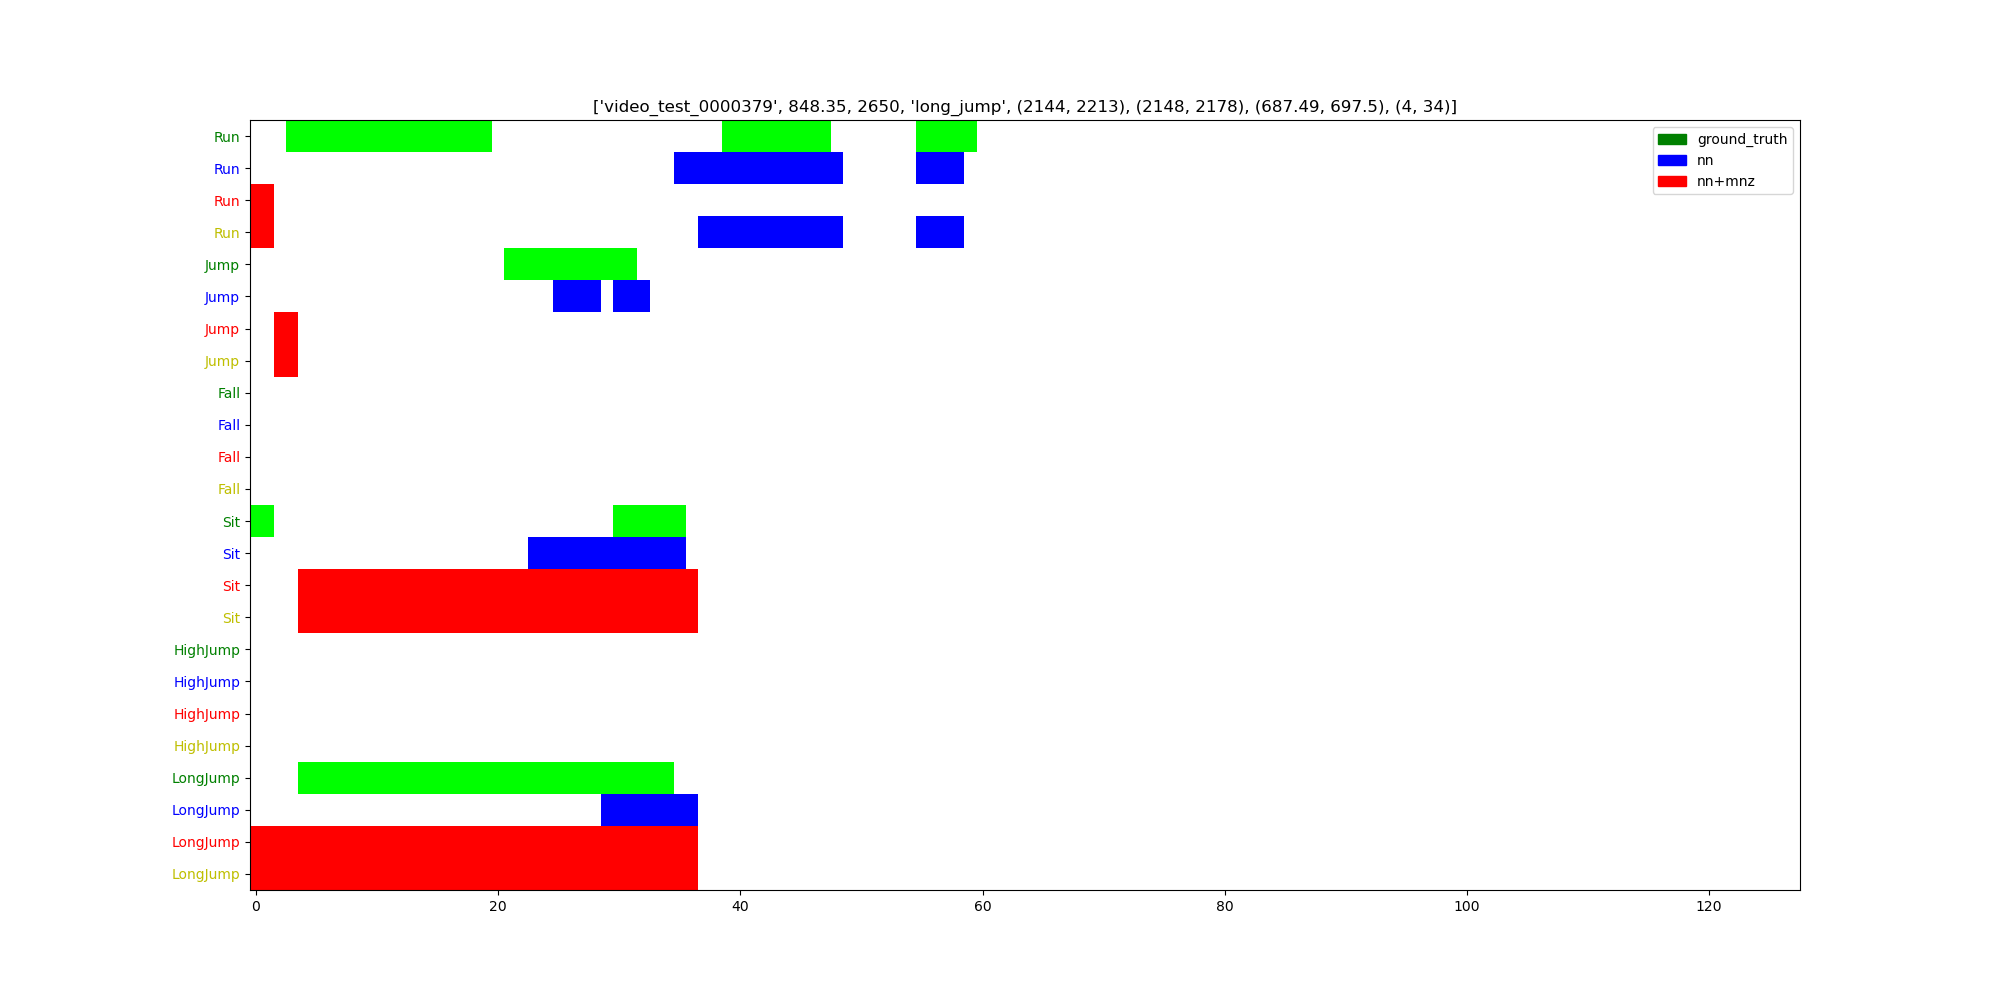 ['video_test_0000379', 848.35, 2650, 'long_jump', (2144, 2213), (2148, 2178), (687.49, 697.5), (4, 34)]
ground_truth
nn
nn+mnz
Run
Run
Run
Run
Jump
Jump
Jump
Jump
Fall
Fall
Fall
Fall
Sit
Sit
Sit
Sit
HighJump
HighJump
HighJump
HighJump
LongJump
LongJump
LongJump
LongJump
0 20 40 60 80 100 120